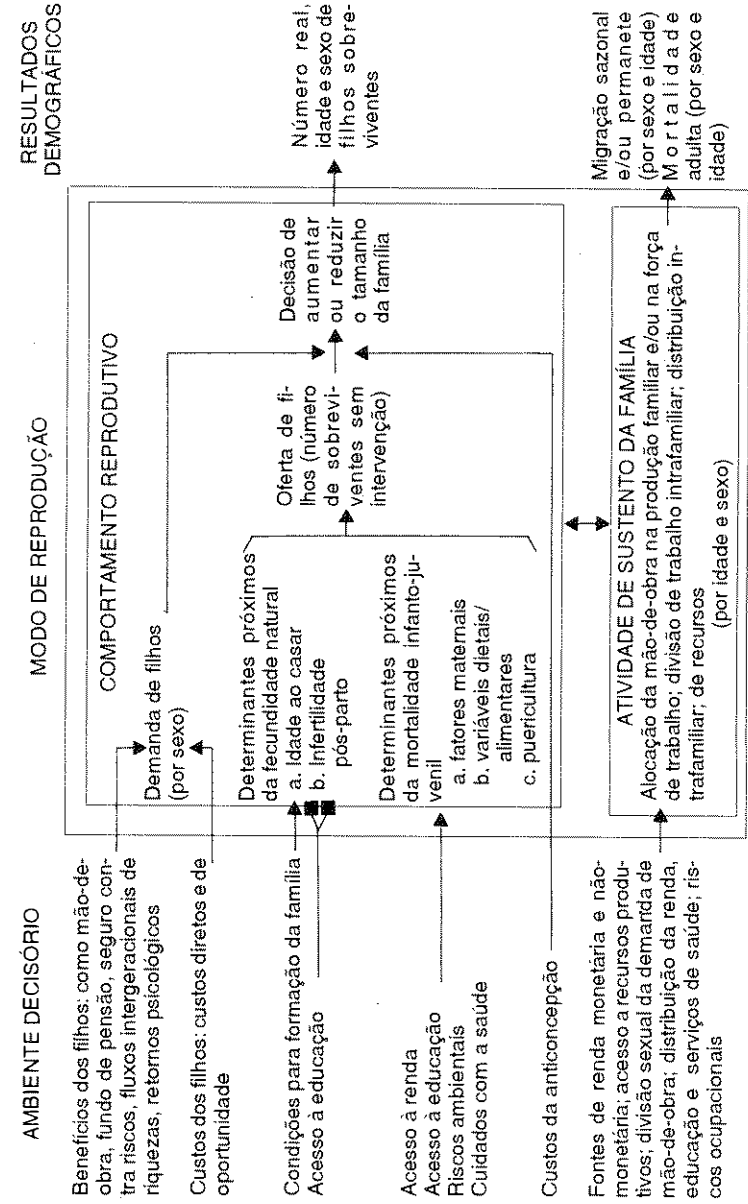 AMBIENTE DECISÓRIO
Benefícios dos filhos: como mão-de-
obra, fundo de pensão, seguro con-
tra riscos, fluxos intergeracionais de
riquezas, retornos psicológicos
Custos dos filhos: custos diretos e de
oportunidade
Condições para formação da família
Acesso à educação
Acesso à renda
Acesso à educação
Riscos ambientais
Cuidados com a saúde
Custos da anticoncepção
Fontes de renda monetária e não-
monetária; acesso a recursos produ-
tivos; divisão sexual da demanda de
mão-de-obra; distribuição da renda,
educação e serviços de saúde; ris-
cos ocupacionais
MODO DE REPRODUÇÃO
COMPORTAMENTO REPRODUTIVO
Demanda de filhos
(por sexo)
Determinantes próximos
da fecundidade natural
a. Idade ao casar
b. Infertilidade
pós-parto
Determinantes próximos
da mortalidade infanto-ju-
venil
a. fatores maternais
b. variáveis dietais/
alimentares
c. puericultura
Oferta de fi-
lhos (número
de sobrevi-
ventes sem
intervenção)
Decisão de
aumentar
ou reduzir
o tamanho
da família
ATIVIDADE DE SUSTENTO DA FAMÍLIA
Alocação da mão-de-obra na produção familiar e/ou na força
de trabalho; divisão de trabalho intrafamiliar; distribuição in-
trafamiliar; de recursos
(por idade e sexo)
RESULTADOS
DEMOGRÁFICOS
Número real,
idade e sexo de
filhos sobre-
viventes
Migração sazonal
e/ou permanete
(por sexo e idade)
Mortalidade
adulta (por sexo e
idade)